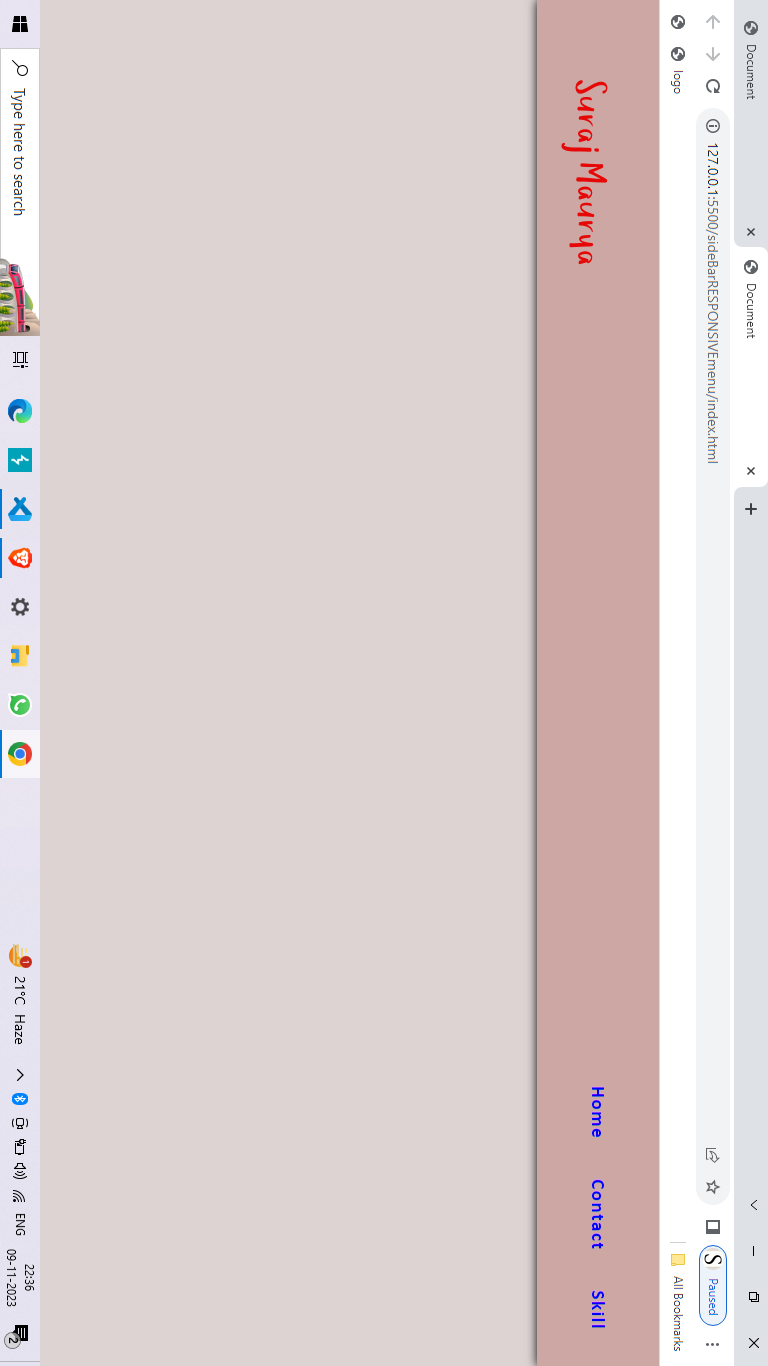 Document
Document
127.0.0.1:5500/sideBarRESPONSIVEmenu/index.html
S Paused
logo
All Bookmarks
Suraj Maurya
Home Contact Skill
Type here to search
1
21°C Haze
ENG
22:36
09-11-2023
2